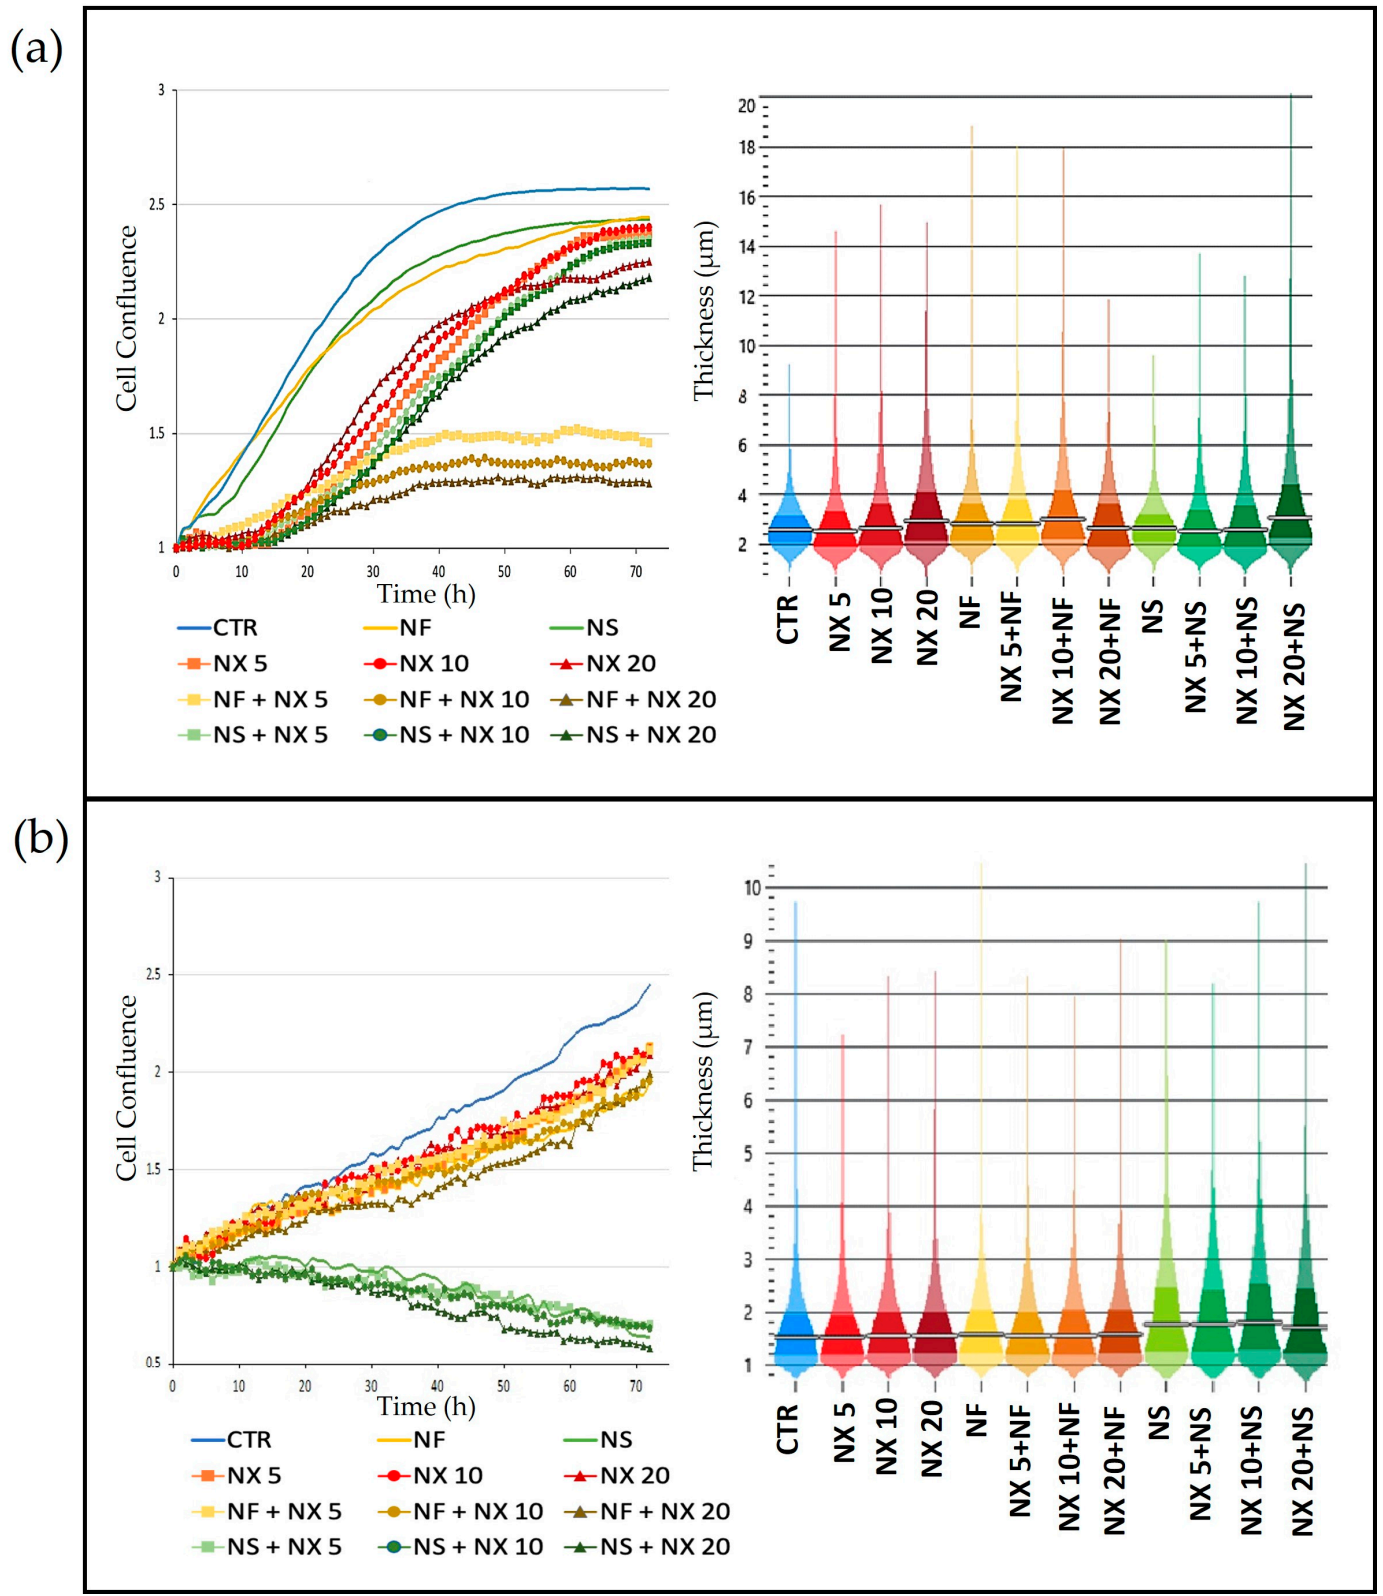 (a)
3
2.5
2
1.5
1
Cell Confluence
0 10 20 30 40 50 60 70
Time (h)
CTR NF NS
NX 5 NX 10 NX 20
NF + NX 5 NF + NX 10 NF + NX 20
NS + NX 5 NS + NX 10 NS + NX 20
20
18
16
14
12
10
8
6
4
2
Thickness (μm)
CTR NX 5 NX 10 NX 20 NF NX 5+NF NX 10+NF NX 20+NF NS NX 5+NS NX 10+NS NX 20+NS
(b)
3
2.5
2
1.5
1
0.5
Cell Confluence
0 10 20 30 40 50 60 70
Time (h)
CTR NF NS
NX 5 NX 10 NX 20
NF + NX 5 NF + NX 10 NF + NX 20
NS + NX 5 NS + NX 10 NS + NX 20
10
9
8
7
6
5
4
3
2
1
Thickness (μm)
CTR NX 5 NX 10 NX 20 NF NX 5+NF NX 10+NF NX 20+NF NS NX 5+NS NX 10+NS NX 20+NS